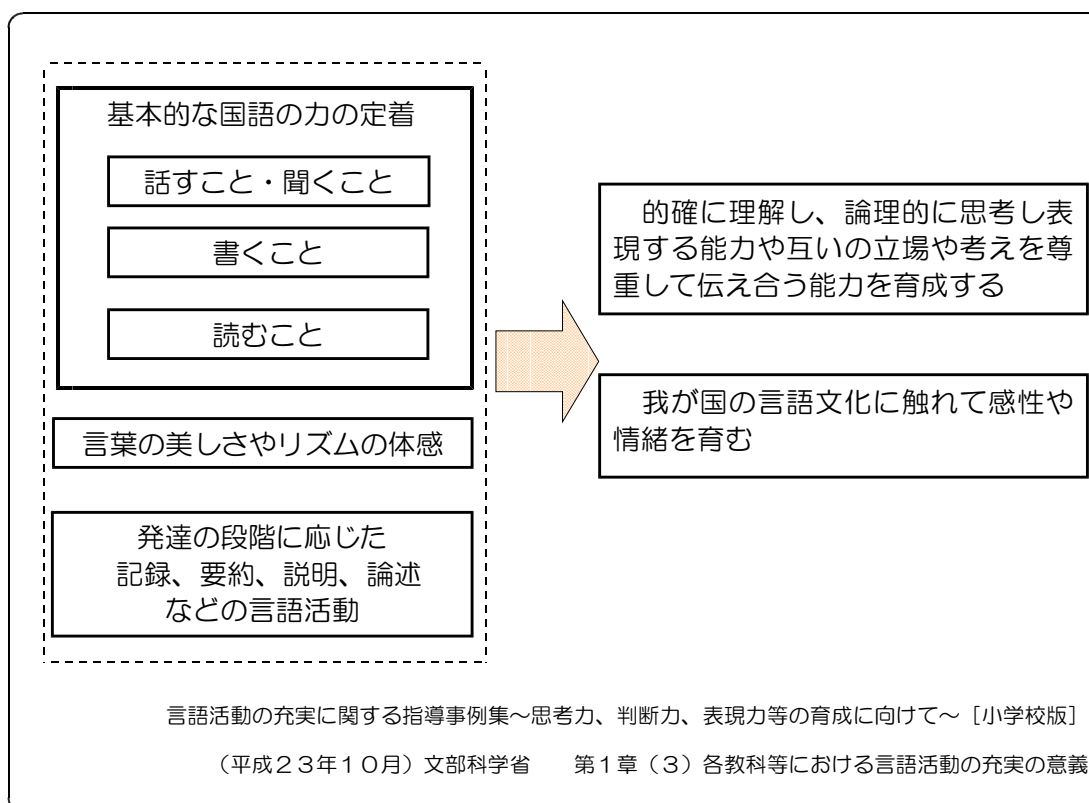 基本的な国語の力の定着
話すこと・聞くこと
書くこと
読むこと
言葉の美しさやリズムの体感
発達の段階に応じた
記録、要約、説明、論述
などの言語活動
的確に理解し、論理的に思考し表
現する能力や互いの立場や考えを尊
重して伝え合う能力を育成する
我が国の言語文化に触れて感性や
情緒を育む
言語活動の充実に関する指導事例集～思考力、判断力、表現力等の育成に向けて～［小学校版］
（平成２３年１０月）文部科学省　　第１章（３）各教科等における言語活動の充実の意義